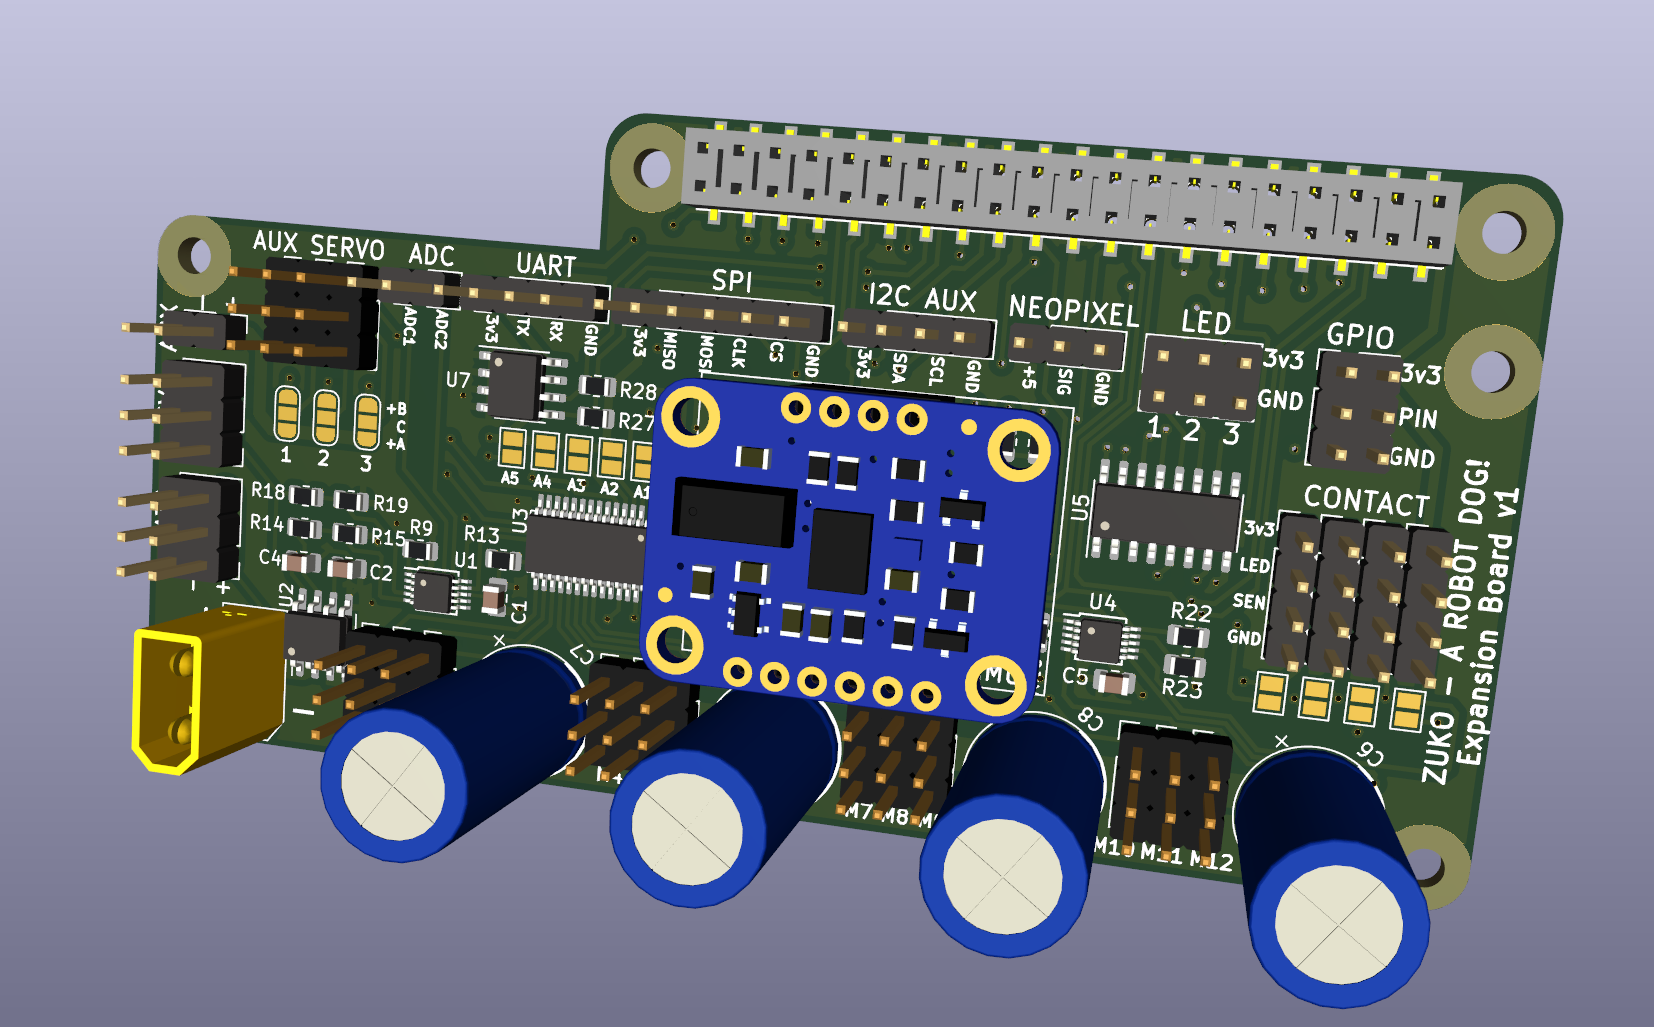 AUX SERVO
ADC
UART
SPI
I2C AUX
NEOPIXEL
LED
GPIO
ADC1
ADC2
3v3
TX
RX
GND
3v3
MISO
MOSI
CLK
CS
GND
3v3
SDA
SCL
GND
+5
SIG
GND
3v3
GND
1 2 3
3v3
PIN
GND
U7
R28
R27
+B
C
+A
1 2 3
A5 A4 A3 A2 A1
R18
R19
R14
R15
C4
C2
R9
R13
U1
U2
U3
C1
U5
CONTACT
3v3
LED
SEN
GND
U4
C5
R22
R23
C7
C8
C6
+
−
M7 M8
M10 M11 M12
ZUKO — A ROBOT DOG!
Expansion Board v1